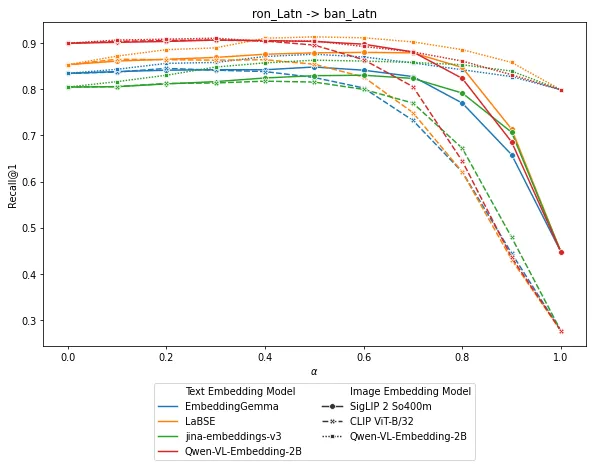 ron_Latn -> ban_Latn
Recall@1
0.9
0.8
0.7
0.6
0.5
0.4
0.3
0.0 0.2 0.4 0.6 0.8 1.0
α
Text Embedding Model Image Embedding Model
EmbeddingGemma SigLIP 2 So400m
LaBSE CLIP ViT-B/32
jina-embeddings-v3 Qwen-VL-Embedding-2B
Qwen-VL-Embedding-2B